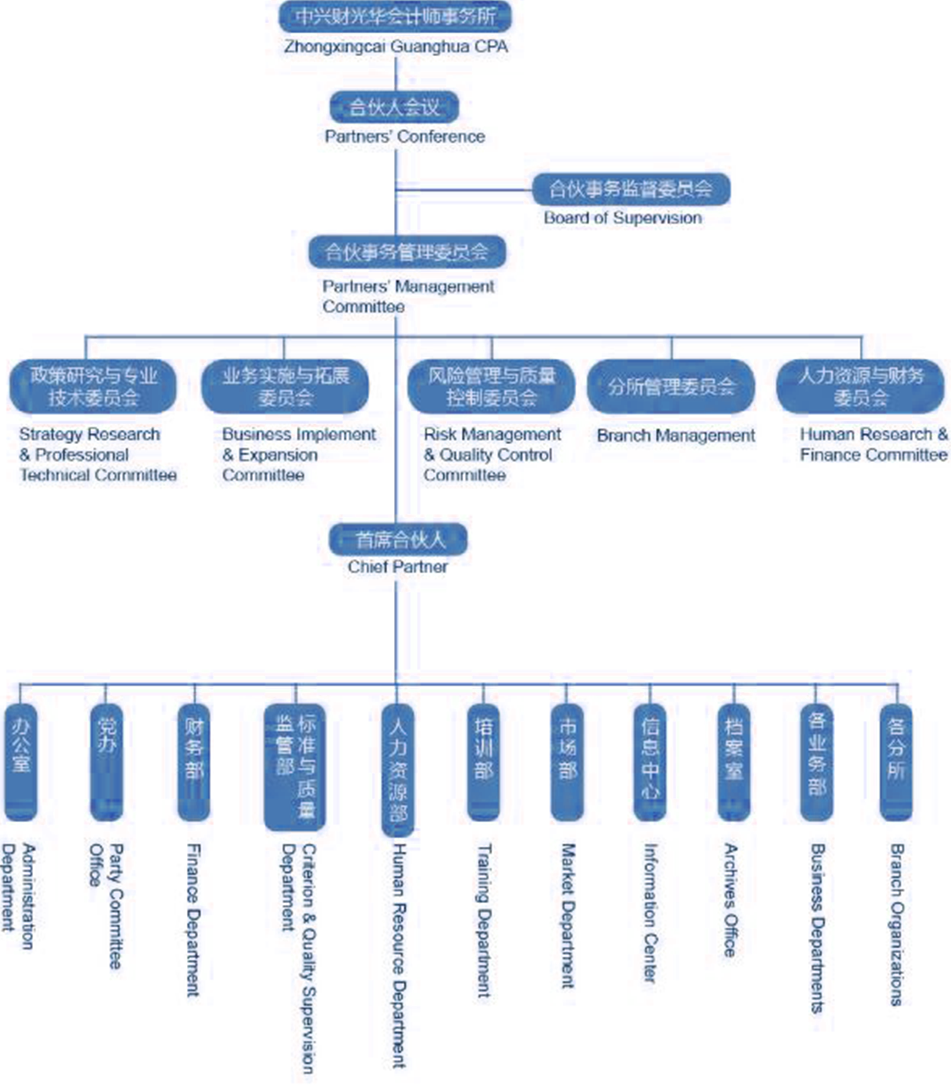 中兴财光华会计师事务所
Zhongxingcai Guanghua CPA
合伙人会议
Partners' Conference
合伙事务监督委员会
Board of Supervision
合伙事务管理委员会
Partners' Management
Committee
政策研究与专业
技术委员会
Strategy Research
& Professional
Technical Committee
业务实施与拓展
委员会
Business Implement
& Expansion
Committee
风险管理与质量
控制委员会
Risk Management
& Quality Control
Committee
分所管理委员会
Branch Management
人力资源与财务
委员会
Human Research &
Finance Committee
首席合伙人
Chief Partner
办公室
Administration
Department
党办
Party Committee
Office
财务部
Finance Department
标准与质量
监管部
Criterion & Quality Supervision
Department
人力资源部
Human Resource Department
培训部
Training Department
市场部
Market Department
信息中心
Information Center
档案室
Archives Office
各业务部
Business Departments
各分所
Branch Organizations